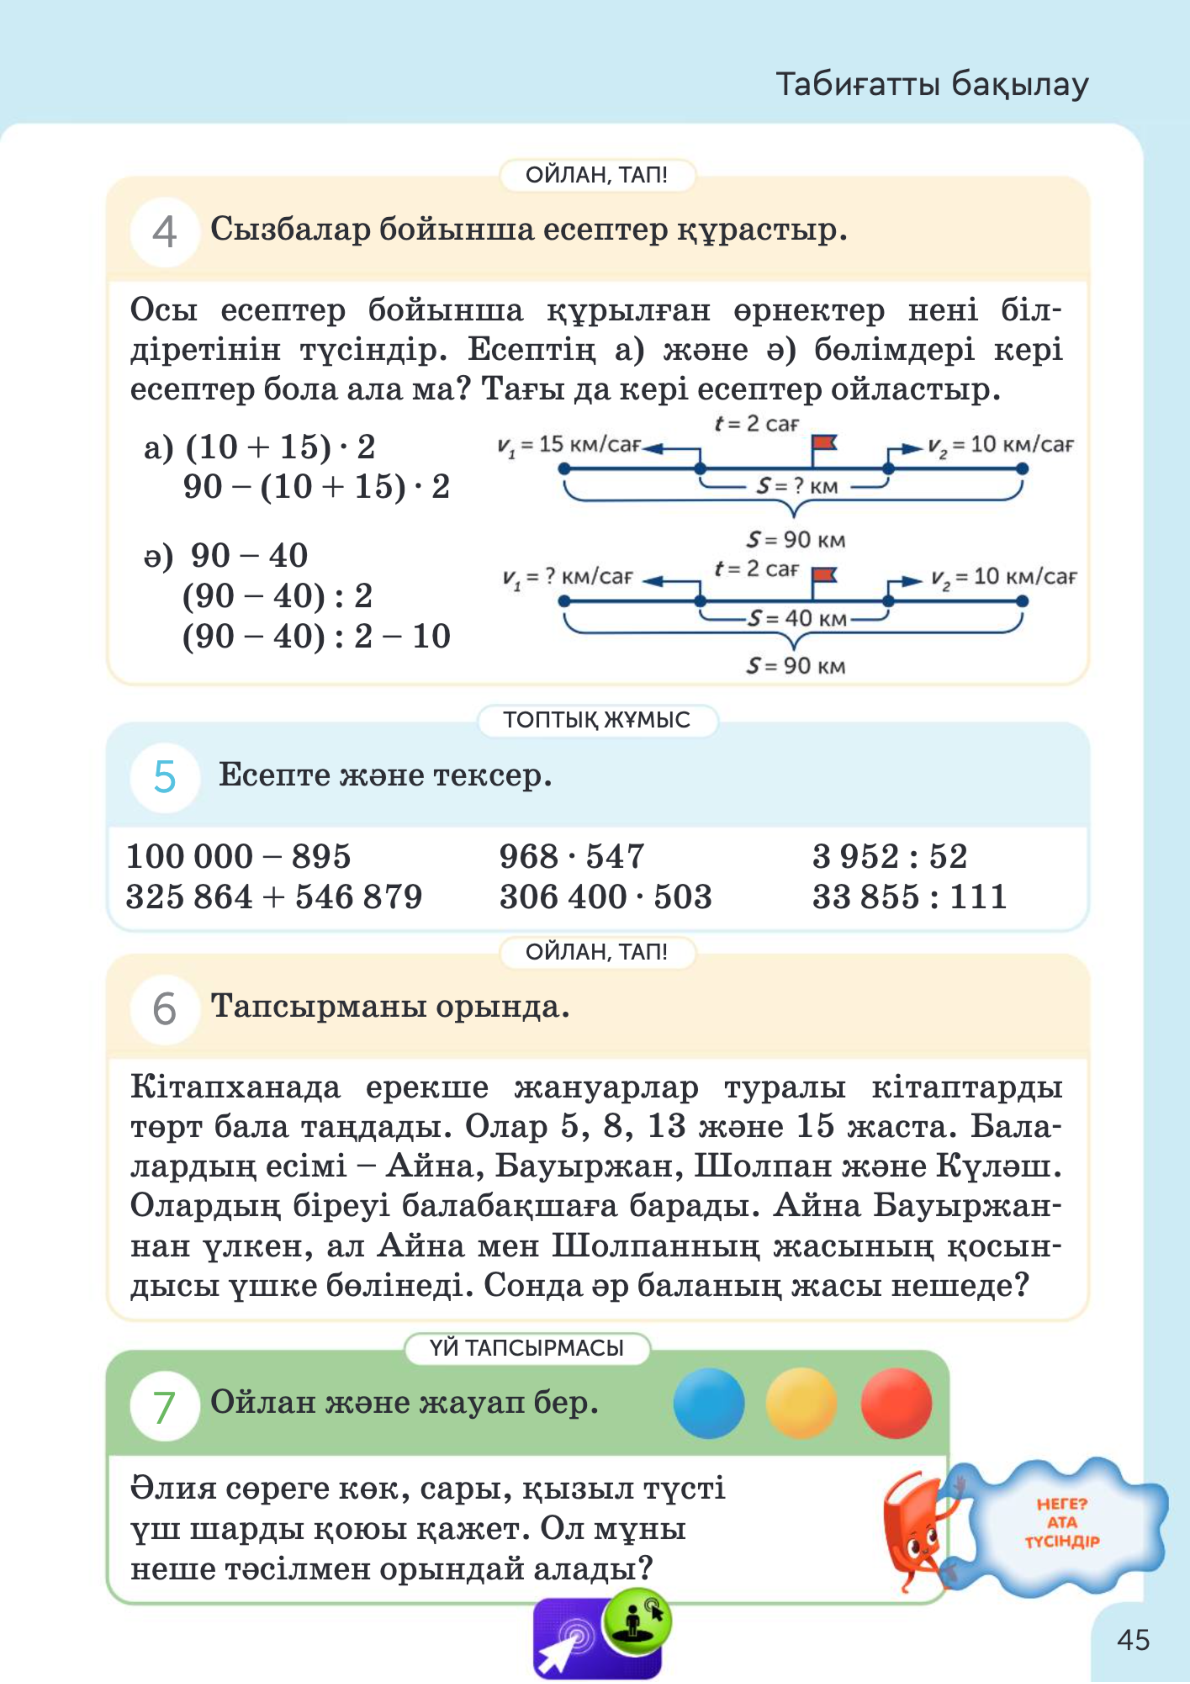 Табиғатты бақылау
ОЙЛАН, ТАП!
4 Сызбалар бойынша есептер құрастыр.
Осы есептер бойынша құрылған өрнектер нені біл-
діретінін түсіндір. Есептің а) және ә) бөлімдері кері
есептер бола ала ма? Тағы да кері есептер ойластыр.
а) (10 + 15) · 2
90 – (10 + 15) · 2
t = 2 сағ
v₁ = 15 км/сағ
v₂ = 10 км/сағ
S = ? км
S = 90 км
ә) 90 – 40
(90 – 40) : 2
(90 – 40) : 2 – 10
t = 2 сағ
v₁ = ? км/сағ
v₂ = 10 км/сағ
S = 40 км
S = 90 км
ТОПТЫҚ ЖҰМЫС
5 Есепте және тексер.
100 000 – 895 968 · 547 3 952 : 52
325 864 + 546 879 306 400 · 503 33 855 : 111
ОЙЛАН, ТАП!
6 Тапсырманы орында.
Кітапханада ерекше жануарлар туралы кітаптарды
төрт бала таңдады. Олар 5, 8, 13 және 15 жаста. Бала-
лардың есімі – Айна, Бауыржан, Шолпан және Күләш.
Олардың біреуі балабақшаға барады. Айна Бауыржан-
нан үлкен, ал Айна мен Шолпанның жасының қосын-
дысы үшке бөлінеді. Сонда әр баланың жасы нешеде?
ҮЙ ТАПСЫРМАСЫ
7 Ойлан және жауап бер.
Әлия сөреге көк, сары, қызыл түсті
үш шарды қоюы қажет. Ол мұны
неше тәсілмен орындай алады?
НЕГЕ?
АТА
ТҮСІНДІР
45